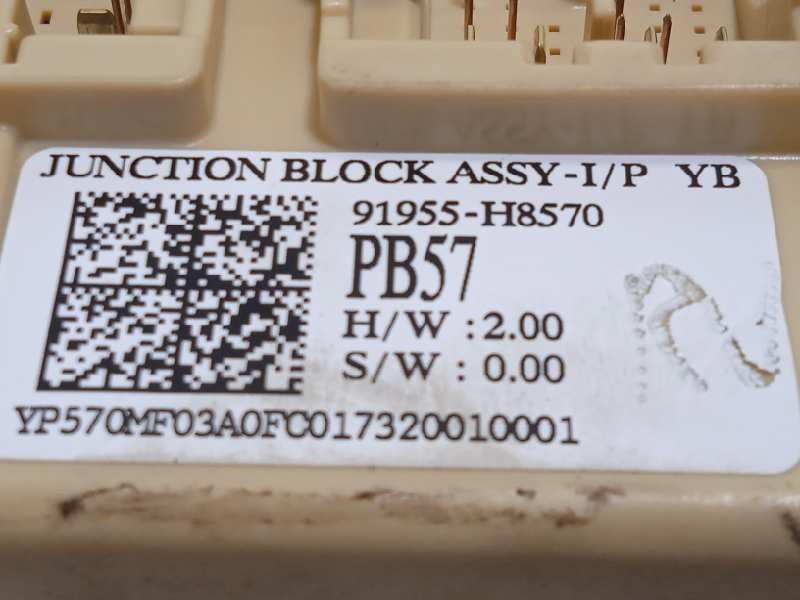 JUNCTION BLOCK ASSY-I/P YB
91955-H8570
PB57
H/W :2.00
S/W : 0.00
YP570MF03A0FC017320010001